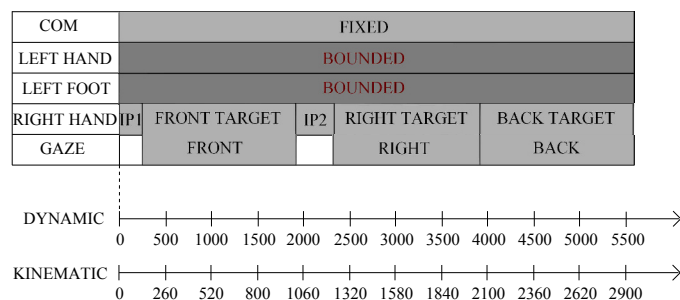 COM FIXED
LEFT HAND BOUNDED
LEFT FOOT BOUNDED
RIGHT HAND IP1 FRONT TARGET IP2 RIGHT TARGET BACK TARGET
GAZE FRONT RIGHT BACK
DYNAMIC
0 500 1000 1500 2000 2500 3000 3500 4000 4500 5000 5500
KINEMATIC
0 260 520 800 1060 1320 1580 1840 2100 2360 2620 2900